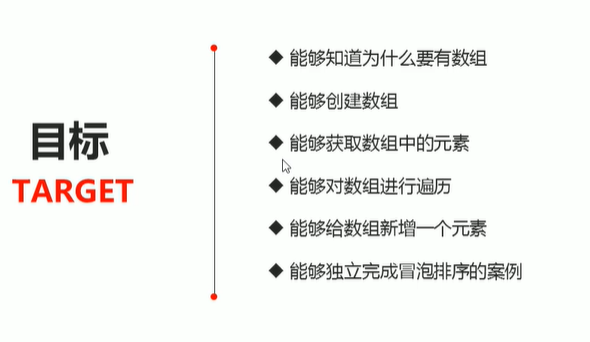 目标
TARGET
能够知道为什么要有数组
能够创建数组
能够获取数组中的元素
能够对数组进行遍历
能够给数组新增一个元素
能够独立完成冒泡排序的案例